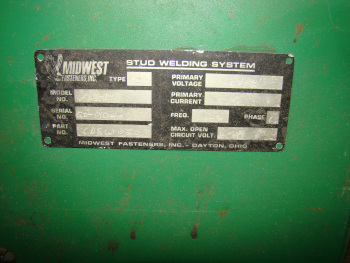 STUD WELDING SYSTEM
MIDWEST
FASTENERS, INC.
TYPE
PRIMARY
VOLTAGE
MODEL
NO.
PRIMARY
CURRENT
SERIAL
NO.
FREQ.
PHASE
PART
NO.
MAX. OPEN
CIRCUIT VOLT.
MIDWEST FASTENERS, INC. - DAYTON, OHIO